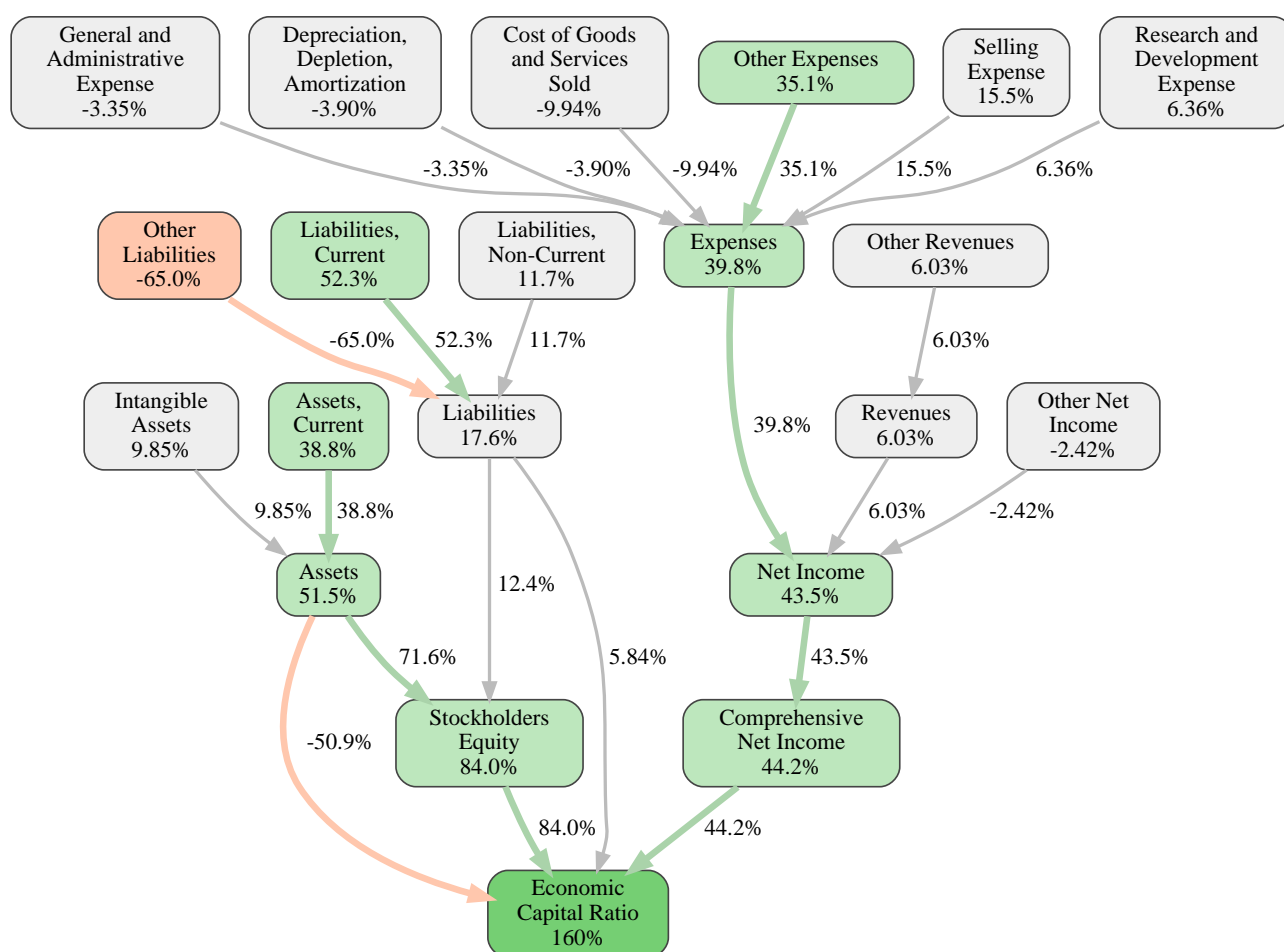 General and
Administrative
Expense
-3.35%
Depreciation,
Depletion,
Amortization
-3.90%
Cost of Goods
and Services
Sold
-9.94%
Other Expenses
35.1%
Selling
Expense
15.5%
Research and
Development
Expense
6.36%
-3.35%
-3.90%
-9.94%
35.1%
15.5%
6.36%
Other
Liabilities
-65.0%
Liabilities,
Current
52.3%
Liabilities,
Non-Current
11.7%
Expenses
39.8%
Other Revenues
6.03%
-65.0%
52.3%
11.7%
6.03%
Intangible
Assets
9.85%
Assets,
Current
38.8%
Liabilities
17.6%
39.8%
Revenues
6.03%
Other Net
Income
-2.42%
9.85%
38.8%
6.03%
-2.42%
Assets
51.5%
12.4%
Net Income
43.5%
71.6%
5.84%
43.5%
-50.9%
Stockholders
Equity
84.0%
Comprehensive
Net Income
44.2%
84.0%
44.2%
Economic
Capital Ratio
160%